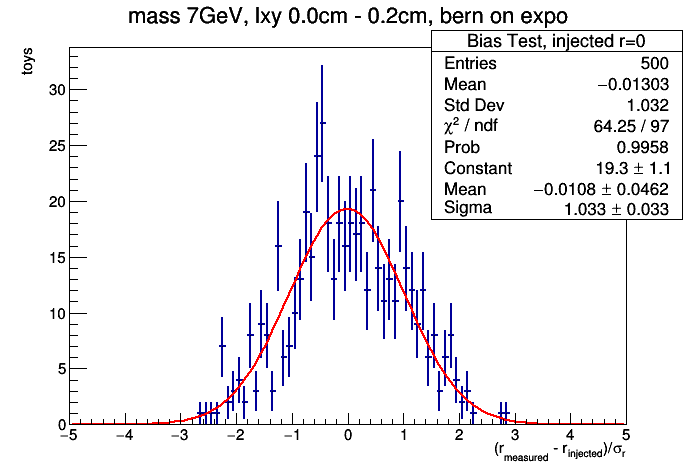 mass 7GeV, lxy 0.0cm - 0.2cm, bern on expo
Bias Test, injected r=0
Entries 500
Mean −0.01303
Std Dev 1.032
χ² / ndf 64.25 / 97
Prob 0.9958
Constant 19.3 ± 1.1
Mean −0.0108 ± 0.0462
Sigma 1.033 ± 0.033
toys
30
25
20
15
10
5
0
−5 −4 −3 −2 −1 0 1 2 3 4 5
(r_measured - r_injected)/σ_r